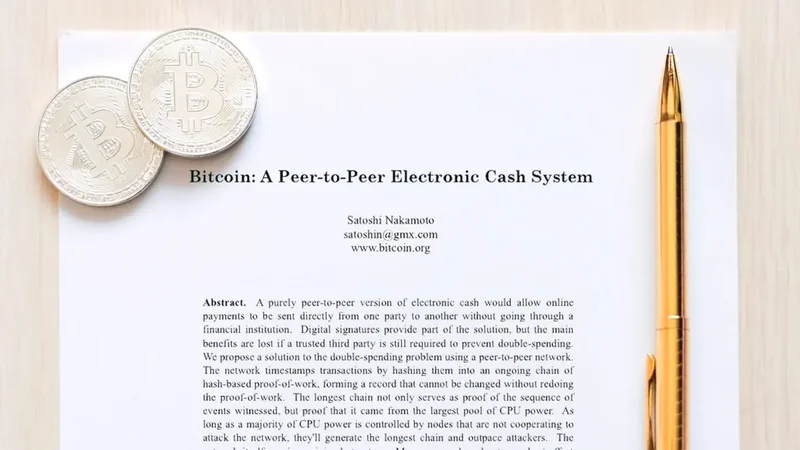 Bitcoin: A Peer-to-Peer Electronic Cash System
Satoshi Nakamoto
satoshin@gmx.com
www.bitcoin.org
Abstract. A purely peer-to-peer version of electronic cash would allow online
payments to be sent directly from one party to another without going through a
financial institution. Digital signatures provide part of the solution, but the main
benefits are lost if a trusted third party is still required to prevent double-spending.
We propose a solution to the double-spending problem using a peer-to-peer network.
The network timestamps transactions by hashing them into an ongoing chain of
hash-based proof-of-work, forming a record that cannot be changed without redoing
the proof-of-work. The longest chain not only serves as proof of the sequence of
events witnessed, but proof that it came from the largest pool of CPU power. As
long as a majority of CPU power is controlled by nodes that are not cooperating to
attack the network, they'll generate the longest chain and outpace attackers. The